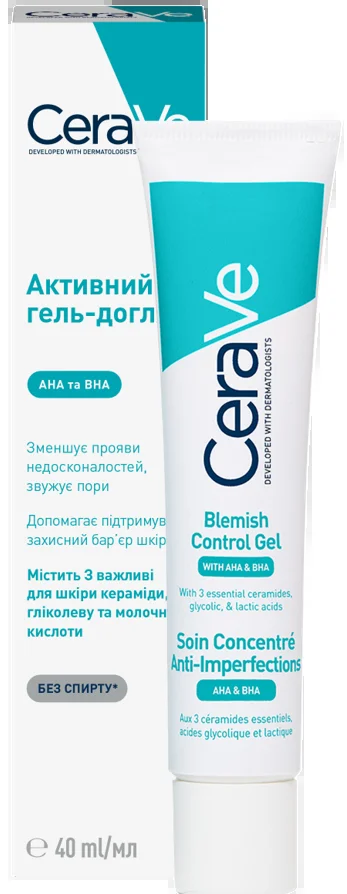 CeraVe
DEVELOPED WITH DERMATOLOGISTS
Активний
гель-догл
АНА та ВНА
Зменшує прояви
недосконалостей,
звужує пори
Допомагає підтримув
захисний бар'єр шкір
Містить 3 важливі
для шкіри кераміди,
гліколеву та молочн
кислоти
БЕЗ СПИРТУ*
℮ 40 ml/мл
CeraVe
DEVELOPED WITH DERMATOLOGISTS
Blemish
Control Gel
WITH AHA & BHA
With 3 essential ceramides,
glycolic, & lactic acids
Soin Concentré
Anti-Imperfections
AHA & BHA
Aux 3 céramides essentiels,
acides glycolique et lactique